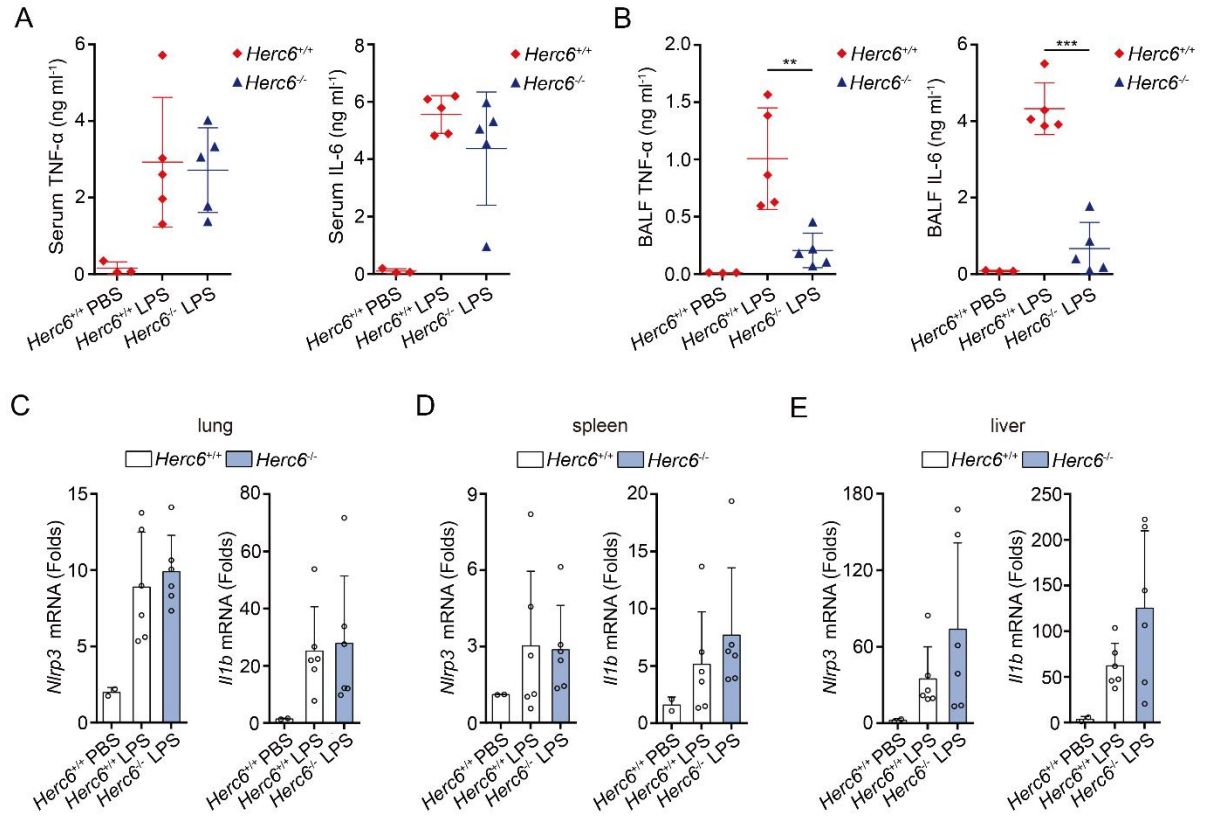 A
Serum TNF-α (ng ml⁻¹)
6
4
2
0
Herc6⁺/⁺
Herc6⁻/⁻
Herc6⁺/⁺ PBS
Herc6⁺/⁺ LPS
Herc6⁻/⁻ LPS
Serum IL-6 (ng ml⁻¹)
8
6
4
2
0
Herc6⁺/⁺
Herc6⁻/⁻
Herc6⁺/⁺ PBS
Herc6⁺/⁺ LPS
Herc6⁻/⁻ LPS
B
BALF TNF-α (ng ml⁻¹)
2.0
1.5
1.0
0.5
0.0
**
Herc6⁺/⁺
Herc6⁻/⁻
Herc6⁺/⁺ PBS
Herc6⁺/⁺ LPS
Herc6⁻/⁻ LPS
BALF IL-6 (ng ml⁻¹)
6
4
2
0
***
Herc6⁺/⁺
Herc6⁻/⁻
Herc6⁺/⁺ PBS
Herc6⁺/⁺ LPS
Herc6⁻/⁻ LPS
C
lung
Herc6⁺/⁺ Herc6⁻/⁻
Nlrp3 mRNA (Folds)
15
10
5
0
Herc6⁺/⁺ PBS
Herc6⁺/⁺ LPS
Herc6⁻/⁻ LPS
Il1b mRNA (Folds)
80
60
40
20
0
Herc6⁺/⁺ PBS
Herc6⁺/⁺ LPS
Herc6⁻/⁻ LPS
D
spleen
Herc6⁺/⁺ Herc6⁻/⁻
Nlrp3 mRNA (Folds)
9
6
3
0
Herc6⁺/⁺ PBS
Herc6⁺/⁺ LPS
Herc6⁻/⁻ LPS
Il1b mRNA (Folds)
20
15
10
5
0
Herc6⁺/⁺ PBS
Herc6⁺/⁺ LPS
Herc6⁻/⁻ LPS
E
liver
Herc6⁺/⁺ Herc6⁻/⁻
Nlrp3 mRNA (Folds)
180
120
60
0
Herc6⁺/⁺ PBS
Herc6⁺/⁺ LPS
Herc6⁻/⁻ LPS
Il1b mRNA (Folds)
250
200
150
100
50
0
Herc6⁺/⁺ PBS
Herc6⁺/⁺ LPS
Herc6⁻/⁻ LPS